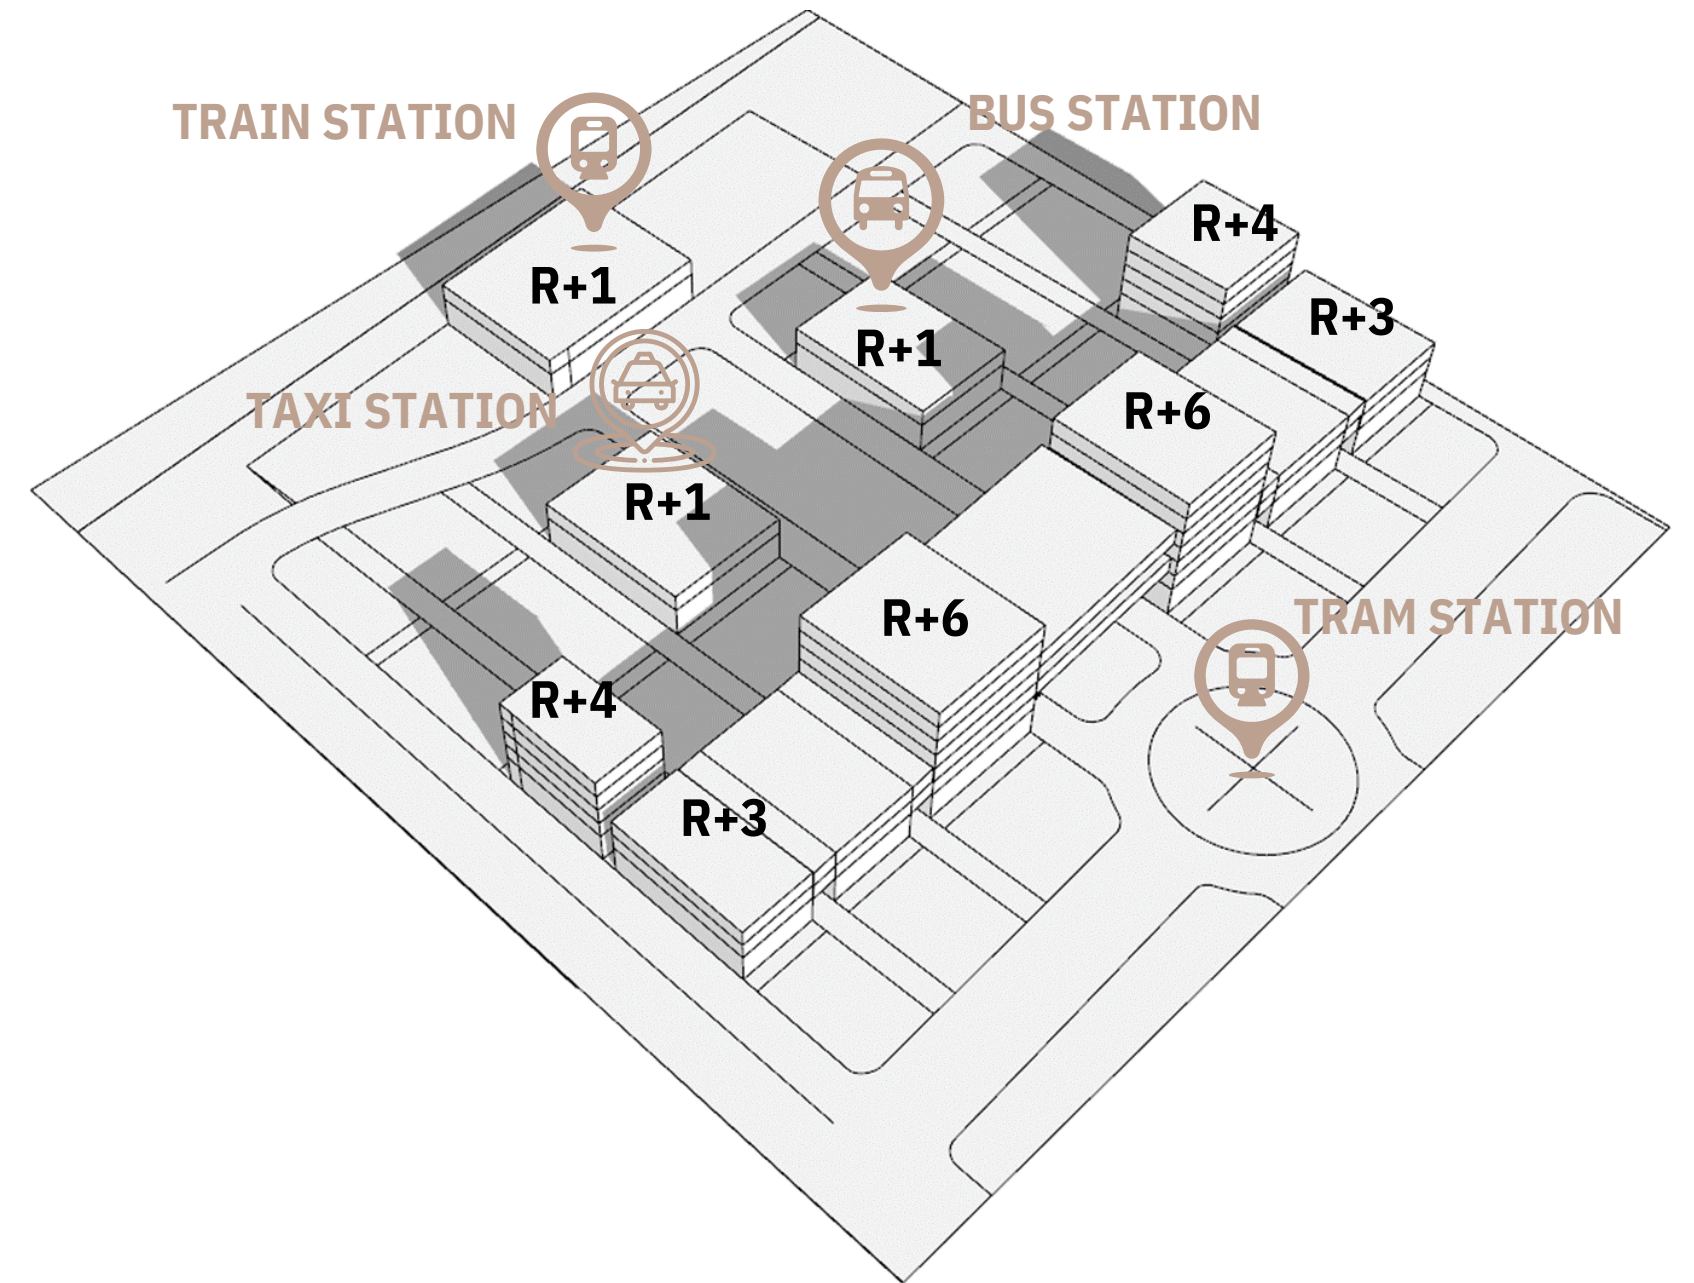 BUS STATION
TRAIN STATION
R+4
R+1
R+3
R+1
TAXI STATION
R+6
R+1
R+6
TRAM STATION
R+4
R+3